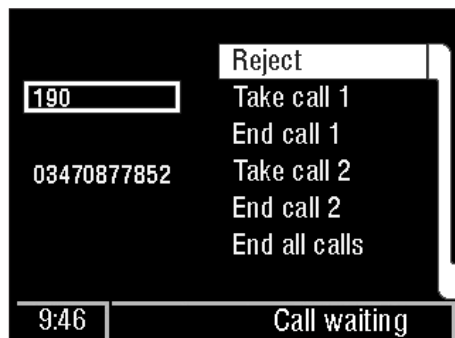 Reject
190
Take call 1
End call 1
03470877852
Take call 2
End call 2
End all calls
9:46
Call waiting